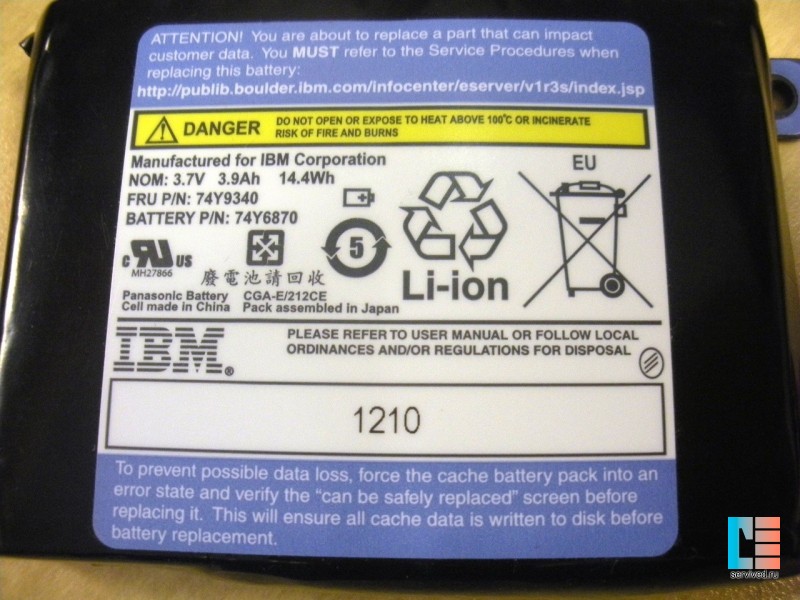 ATTENTION! You are about to replace a part that can impact
customer data. You MUST refer to the Service Procedures when
replacing this battery:
http://publib.boulder.ibm.com/infocenter/eserver/v1r3s/index.jsp
DANGER
DO NOT OPEN OR EXPOSE TO HEAT ABOVE 100°C OR INCINERATE
RISK OF FIRE AND BURNS
Manufactured for IBM Corporation
NOM: 3.7V 3.9Ah 14.4Wh
FRU P/N: 74Y9340
BATTERY P/N: 74Y6870
c RU US
MH27866
廢電池請回收
5
Li-ion
EU
Panasonic Battery CGA-E/212CE
Cell made in China Pack assembled in Japan
IBM®
PLEASE REFER TO USER MANUAL OR FOLLOW LOCAL
ORDINANCES AND/OR REGULATIONS FOR DISPOSAL
1210
To prevent possible data loss, force the cache battery pack into an
error state and verify the “can be safely replaced” screen before
replacing it. This will ensure all cache data is written to disk before
battery replacement.
servived.ru